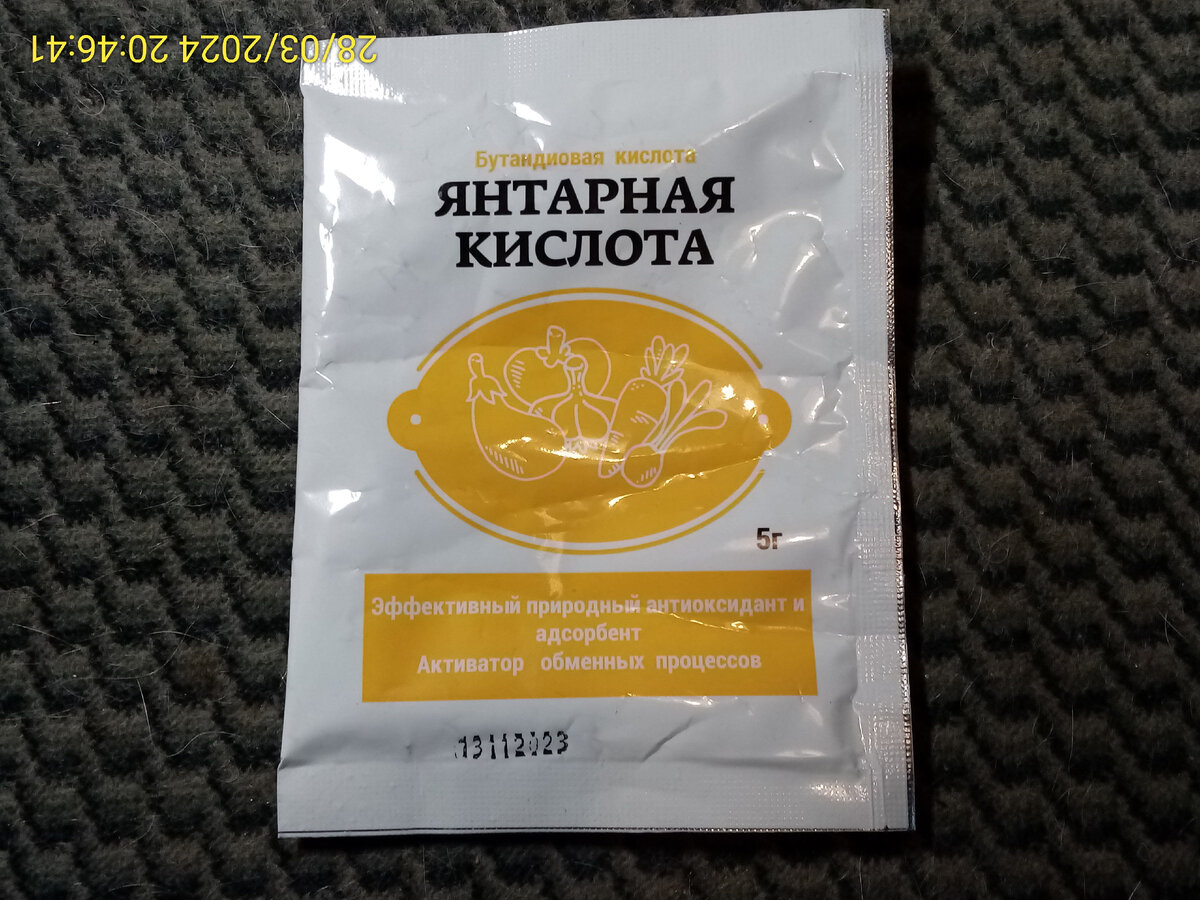 28/03/2024 20:46:41
Бутандиовая кислота
ЯНТАРНАЯ
КИСЛОТА
5г
Эффективный природный антиоксидант и
адсорбент
Активатор обменных процессов
13112023